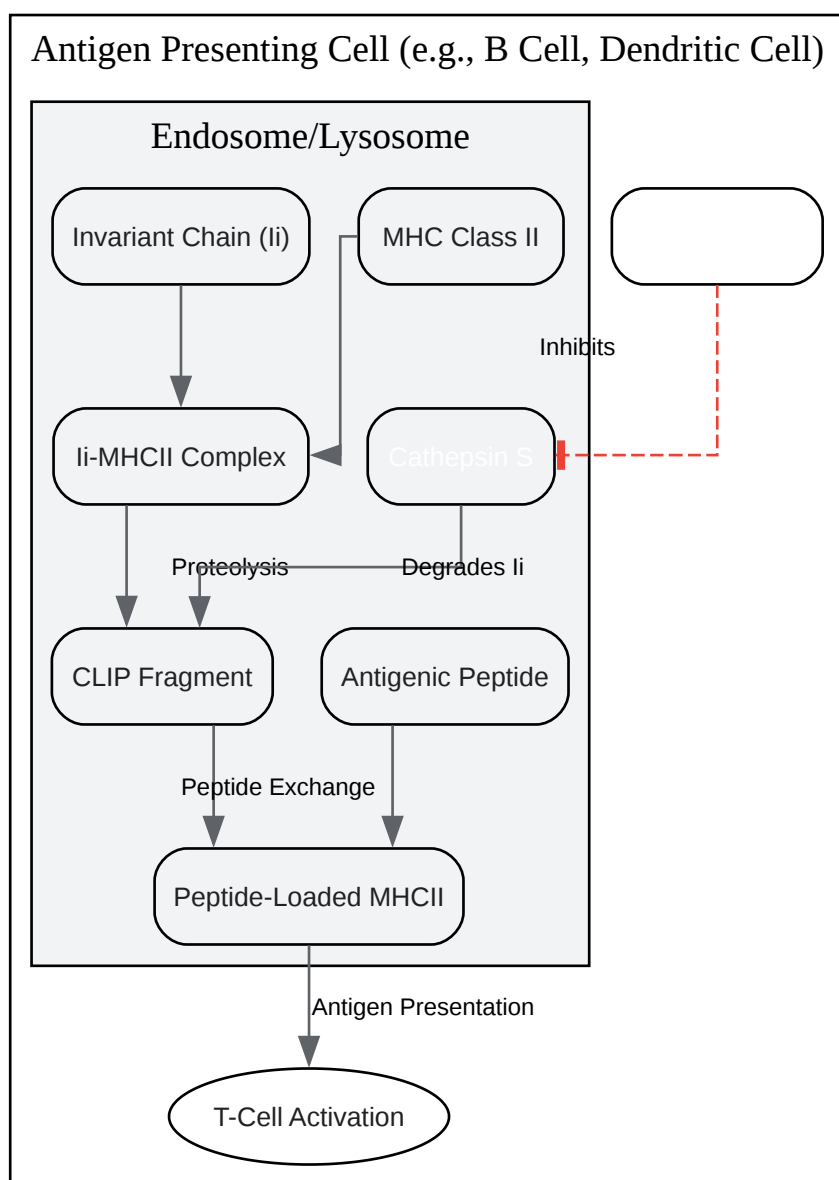 Antigen Presenting Cell (e.g., B Cell, Dendritic Cell)
Endosome/Lysosome
Invariant Chain (Ii)
MHC Class II
Inhibits
Ii-MHCII Complex
Cathepsin S
Proteolysis
Degrades Ii
CLIP Fragment
Antigenic Peptide
Peptide Exchange
Peptide-Loaded MHCII
Antigen Presentation
T-Cell Activation